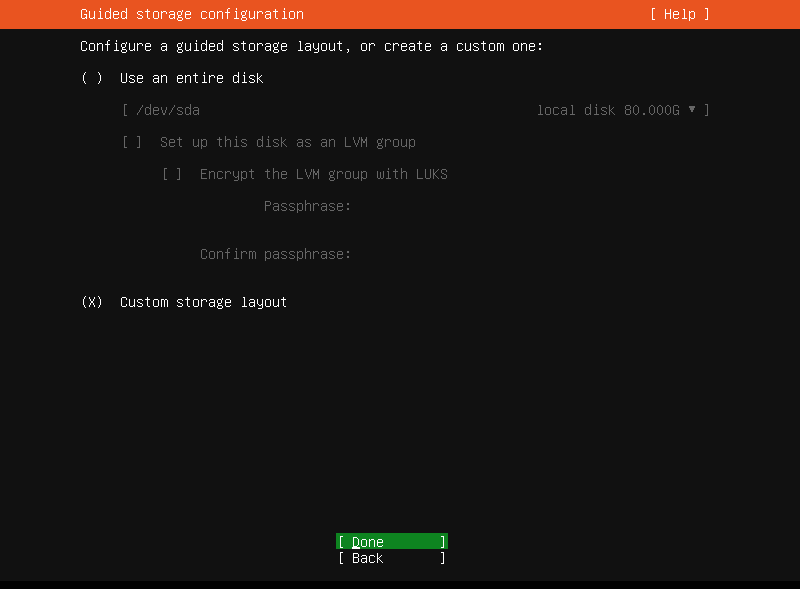 Guided storage configuration [ Help ]
Configure a guided storage layout, or create a custom one:
( ) Use an entire disk
[ /dev/sda local disk 80.000G ▾ ]
[ ] Set up this disk as an LVM group
[ ] Encrypt the LVM group with LUKS
Passphrase:
Confirm passphrase:
(X) Custom storage layout
[ Done ]
[ Back ]